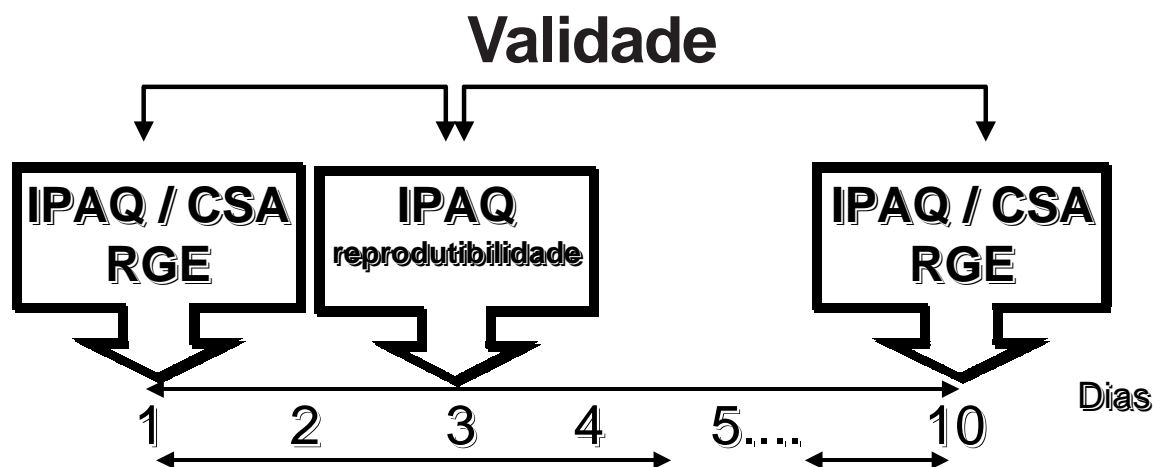 Validade
IPAQ / CSA
RGE
IPAQ
reprodutibilidade
IPAQ / CSA
RGE
1 2 3 4 5.... 10 Dias